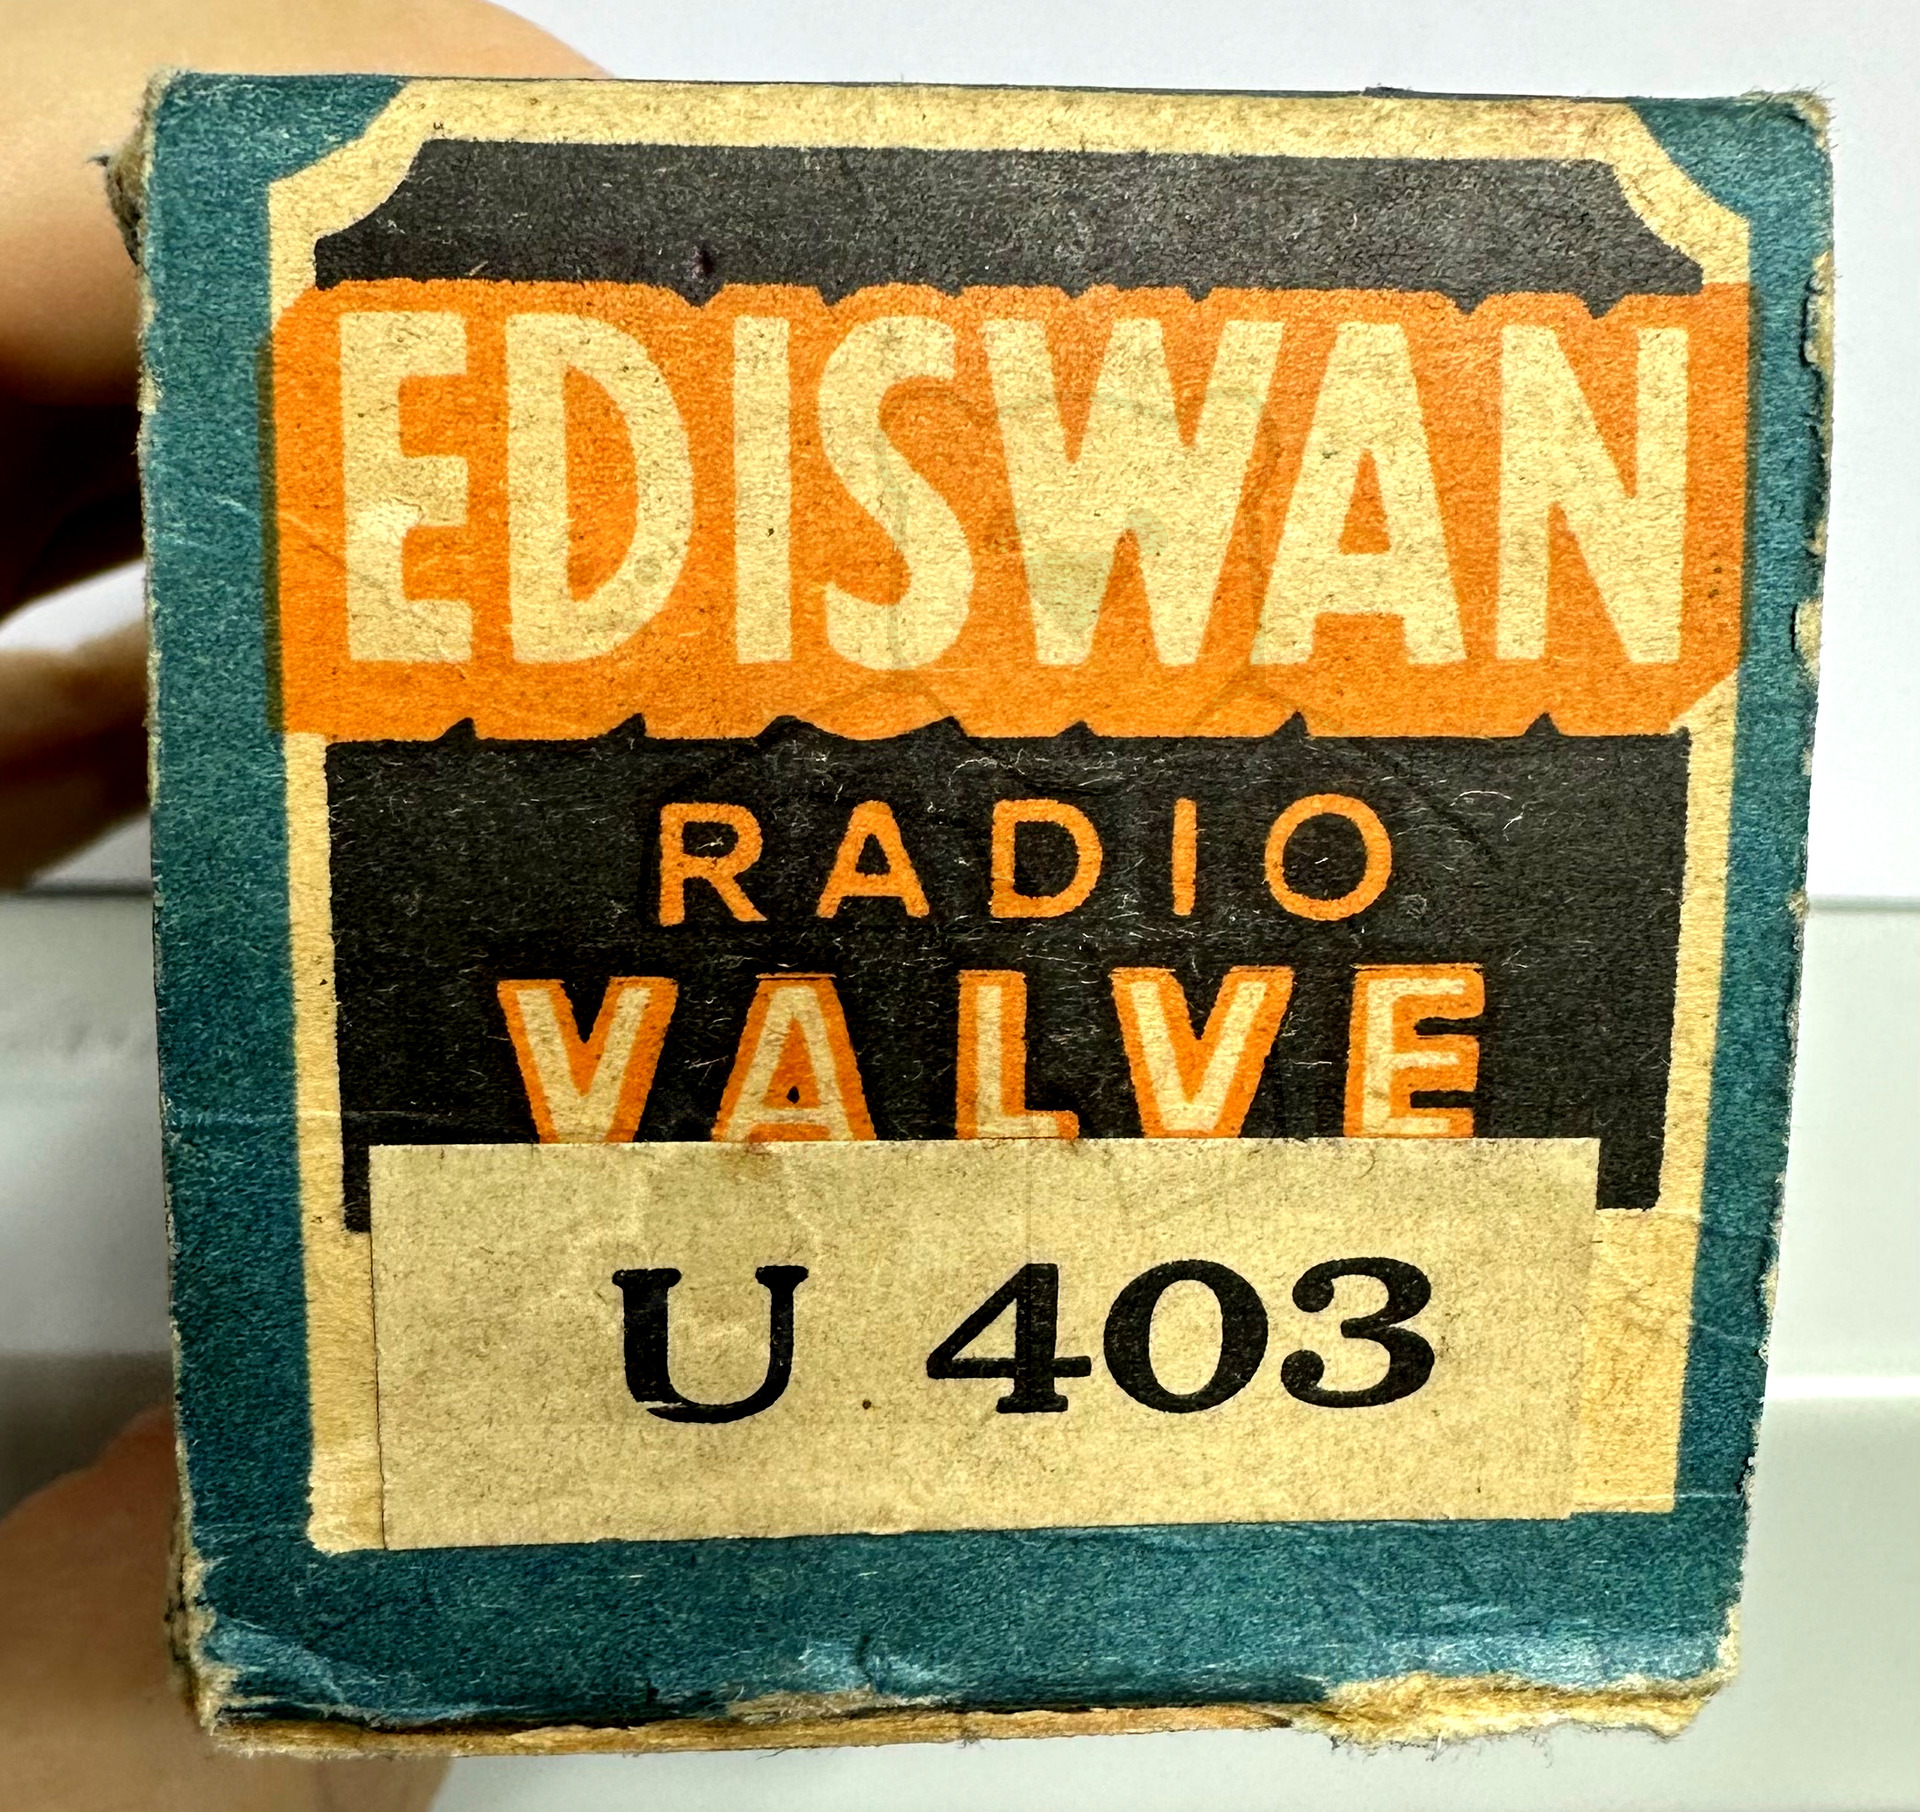 EDISWAN
RADIO
VALVE
U 403